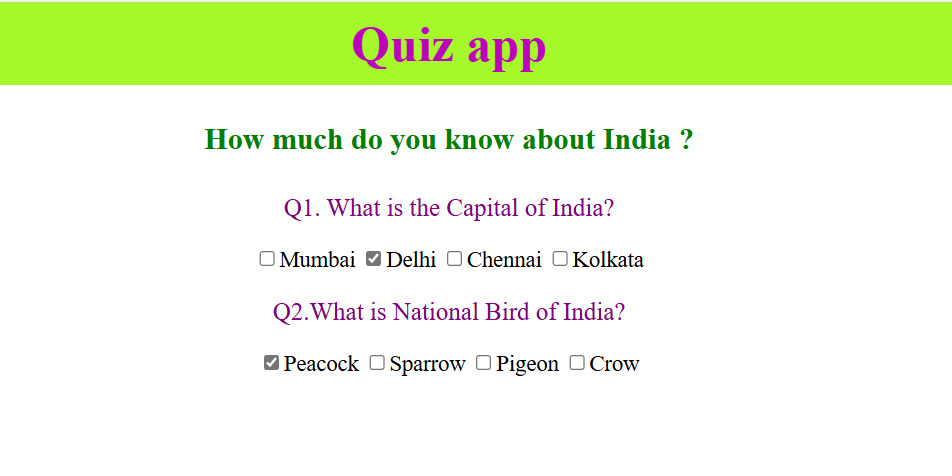 Quiz app
How much do you know about India ?
Q1. What is the Capital of India?
Mumbai Delhi Chennai Kolkata
Q2.What is National Bird of India?
Peacock Sparrow Pigeon Crow